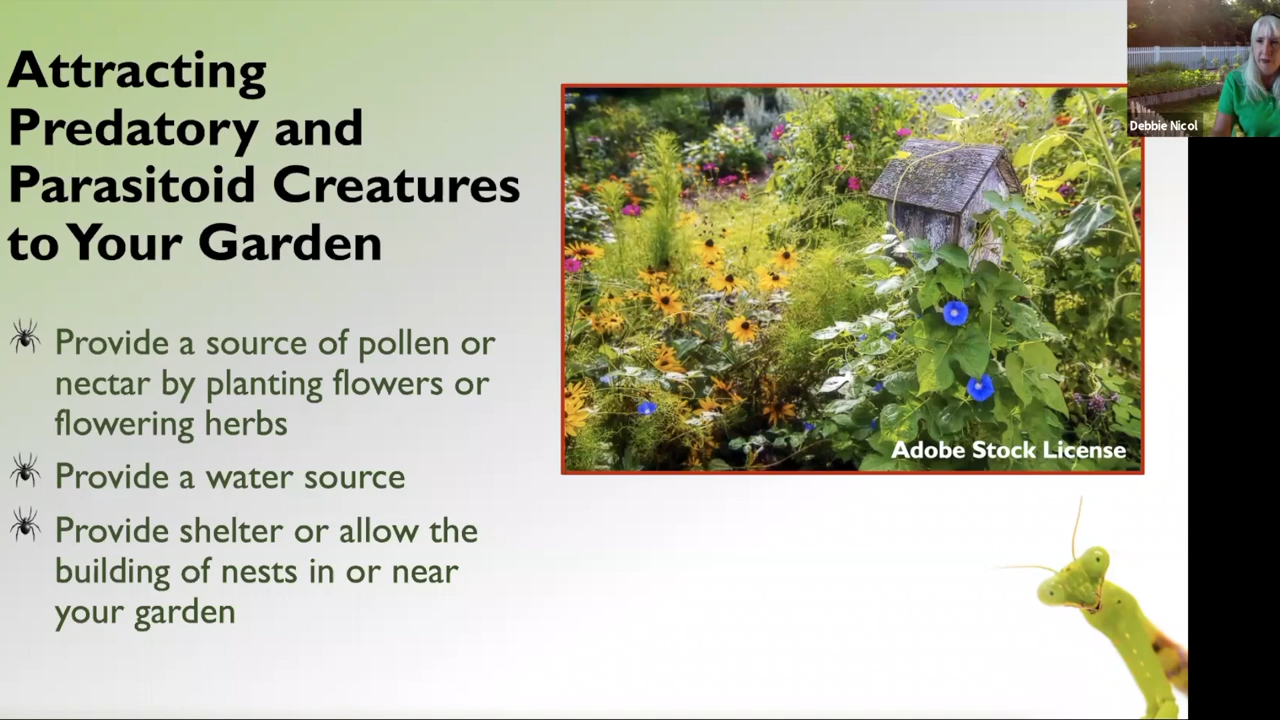 Attracting
Predatory and
Parasitoid Creatures
to Your Garden
Provide a source of pollen or
nectar by planting flowers or
flowering herbs
Provide a water source
Provide shelter or allow the
building of nests in or near
your garden
Adobe Stock License
Debbie Nicol